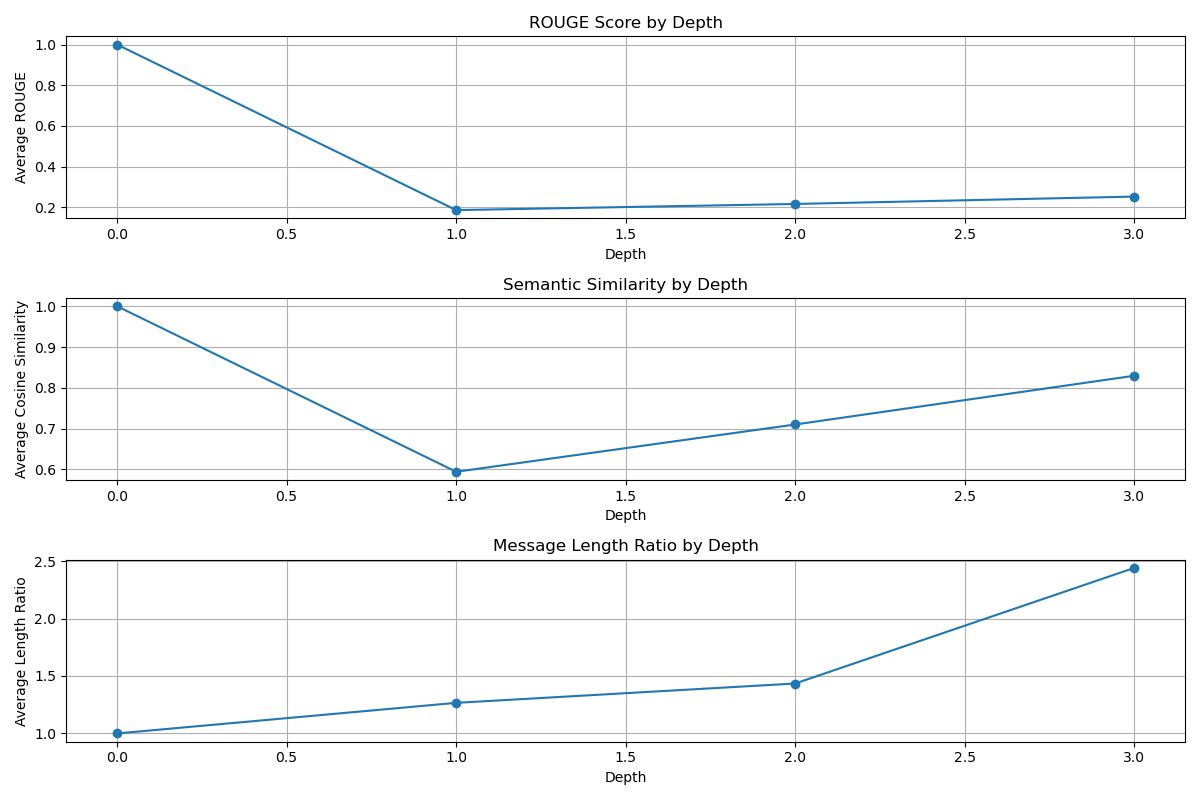 ROUGE Score by Depth
Average ROUGE
1.0
0.8
0.6
0.4
0.2
0.0 0.5 1.0 1.5 2.0 2.5 3.0
Depth
Semantic Similarity by Depth
Average Cosine Similarity
1.0
0.9
0.8
0.7
0.6
0.0 0.5 1.0 1.5 2.0 2.5 3.0
Depth
Message Length Ratio by Depth
Average Length Ratio
2.5
2.0
1.5
1.0
0.0 0.5 1.0 1.5 2.0 2.5 3.0
Depth